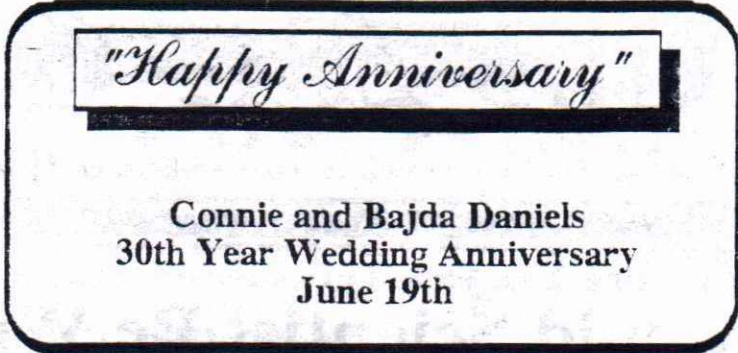 "Happy Anniversary"
Connie and Bajda Daniels
30th Year Wedding Anniversary
June 19th